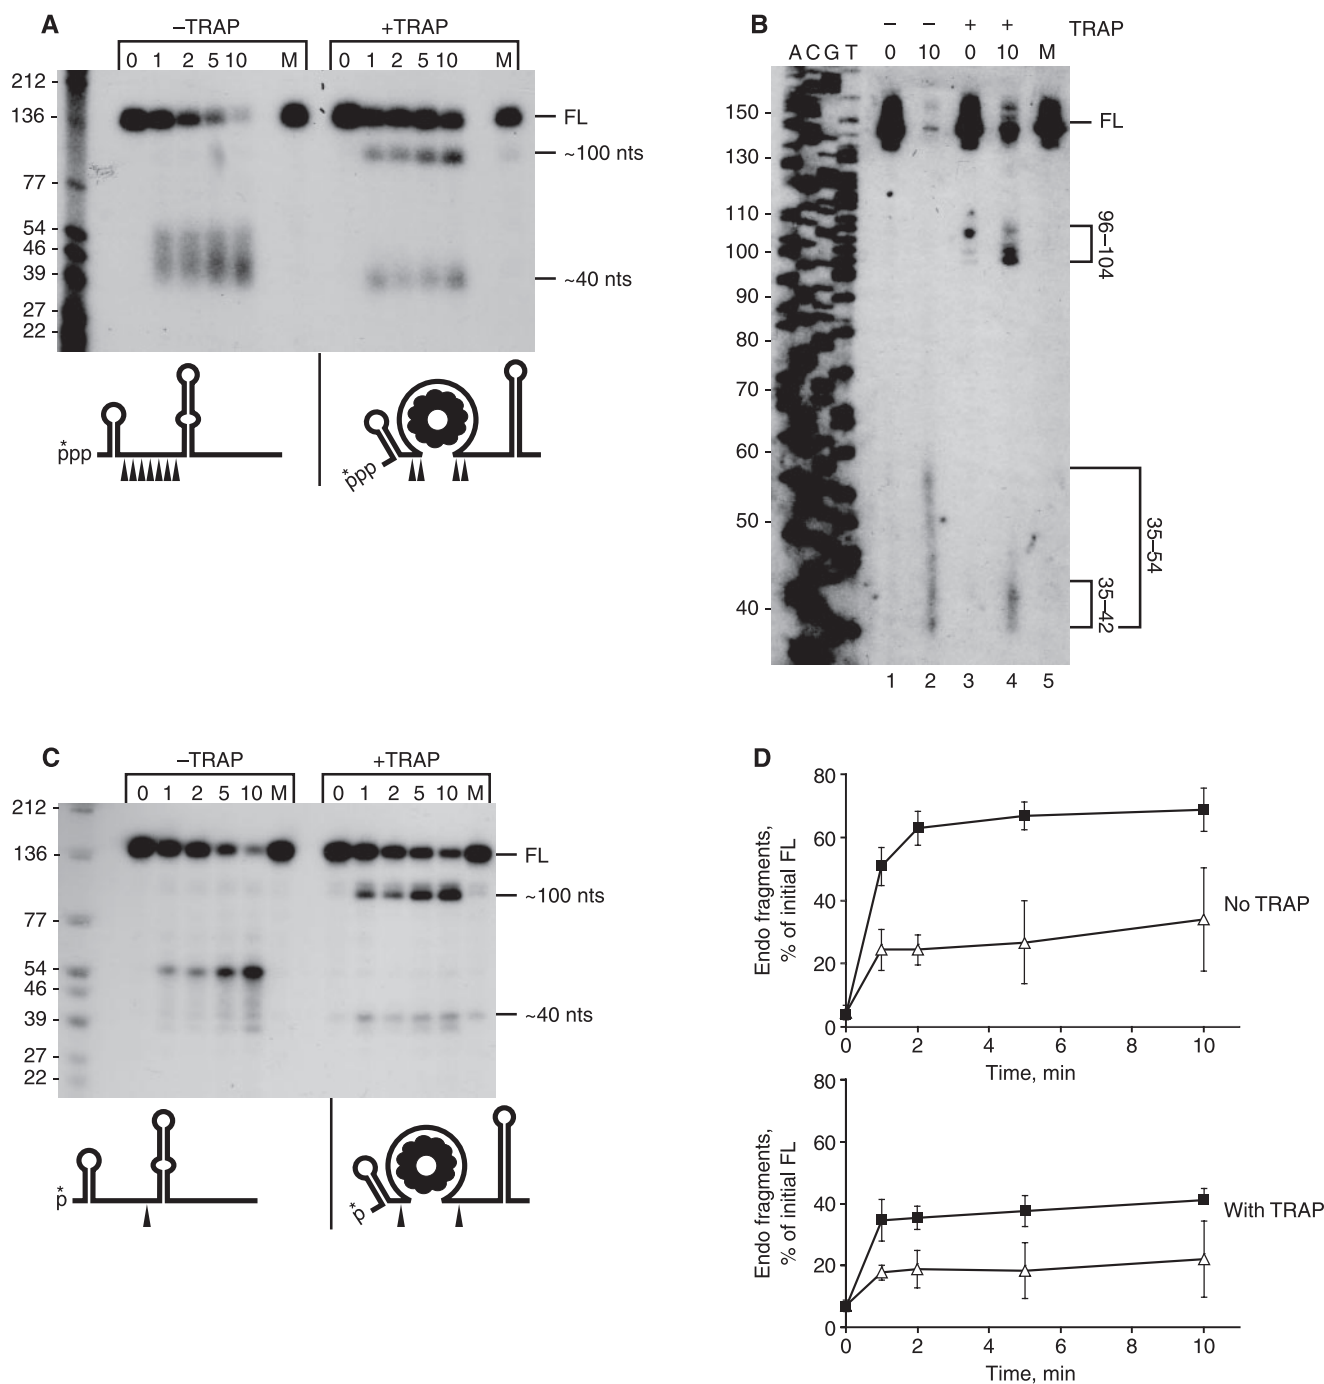 A
–TRAP
+TRAP
0 1 2 5 10 M
0 1 2 5 10 M
212
136
77
54
46
39
27
22
FL
~100 nts
~40 nts
*
ppp
*
ppp
B
– – + + TRAP
A C G T 0 10 0 10 M
150
130
110
100
90
80
70
60
50
40
FL
96–104
35–54
35–42
1 2 3 4 5
C
–TRAP
+TRAP
0 1 2 5 10 M
0 1 2 5 10 M
212
136
77
54
46
39
27
22
FL
~100 nts
~40 nts
*
p
*
p
D
80
60
40
20
0
Endo fragments,
% of initial FL
No TRAP
0 2 4 6 8 10
Time, min
80
60
40
20
0
Endo fragments,
% of initial FL
With TRAP
0 2 4 6 8 10
Time, min